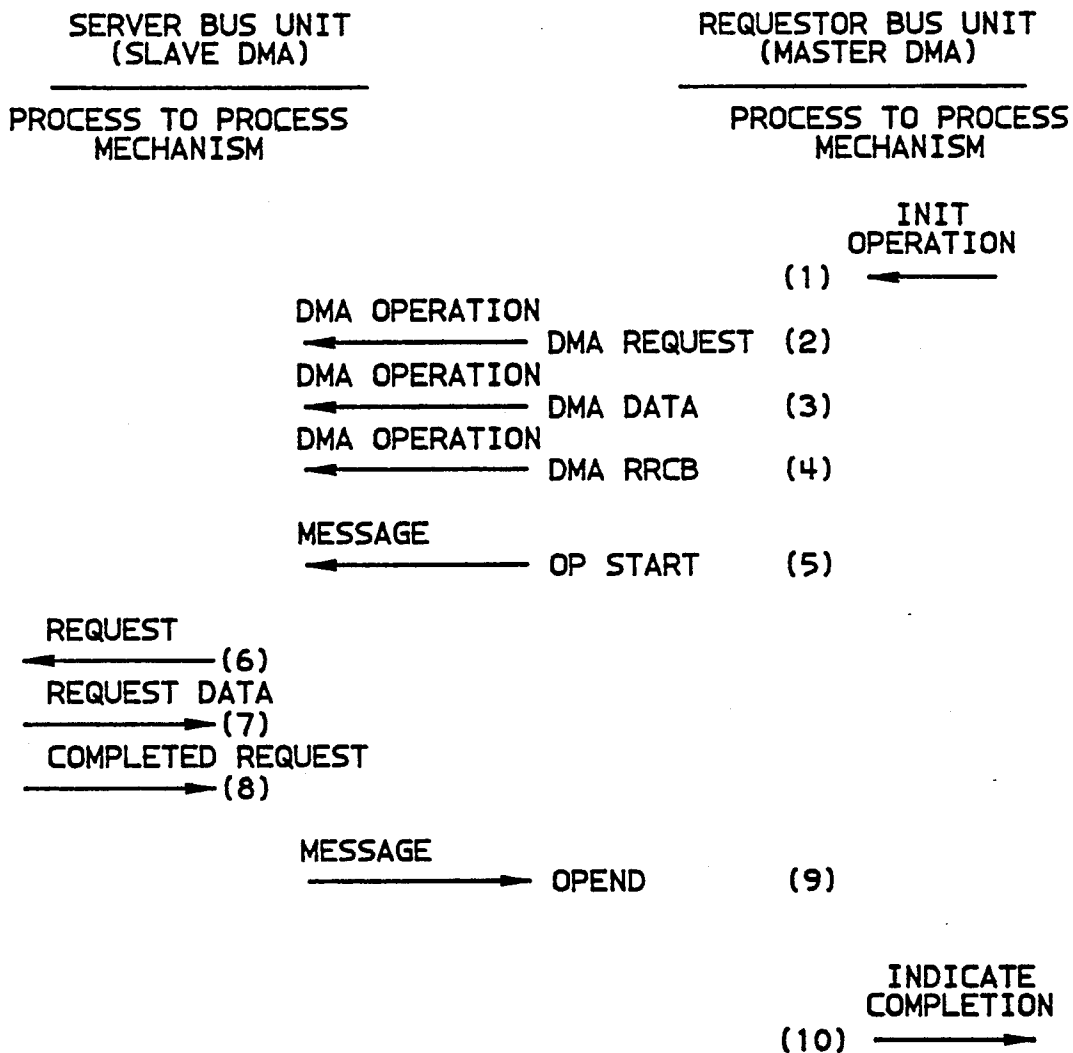 SERVER BUS UNIT
(SLAVE DMA)
REQUESTOR BUS UNIT
(MASTER DMA)
PROCESS TO PROCESS
MECHANISM
PROCESS TO PROCESS
MECHANISM
INIT
OPERATION
(1)
DMA OPERATION
DMA REQUEST (2)
DMA OPERATION
DMA DATA (3)
DMA OPERATION
DMA RRCB (4)
MESSAGE
OP START (5)
REQUEST
(6)
REQUEST DATA
(7)
COMPLETED REQUEST
(8)
MESSAGE
OPEND (9)
INDICATE
COMPLETION
(10)